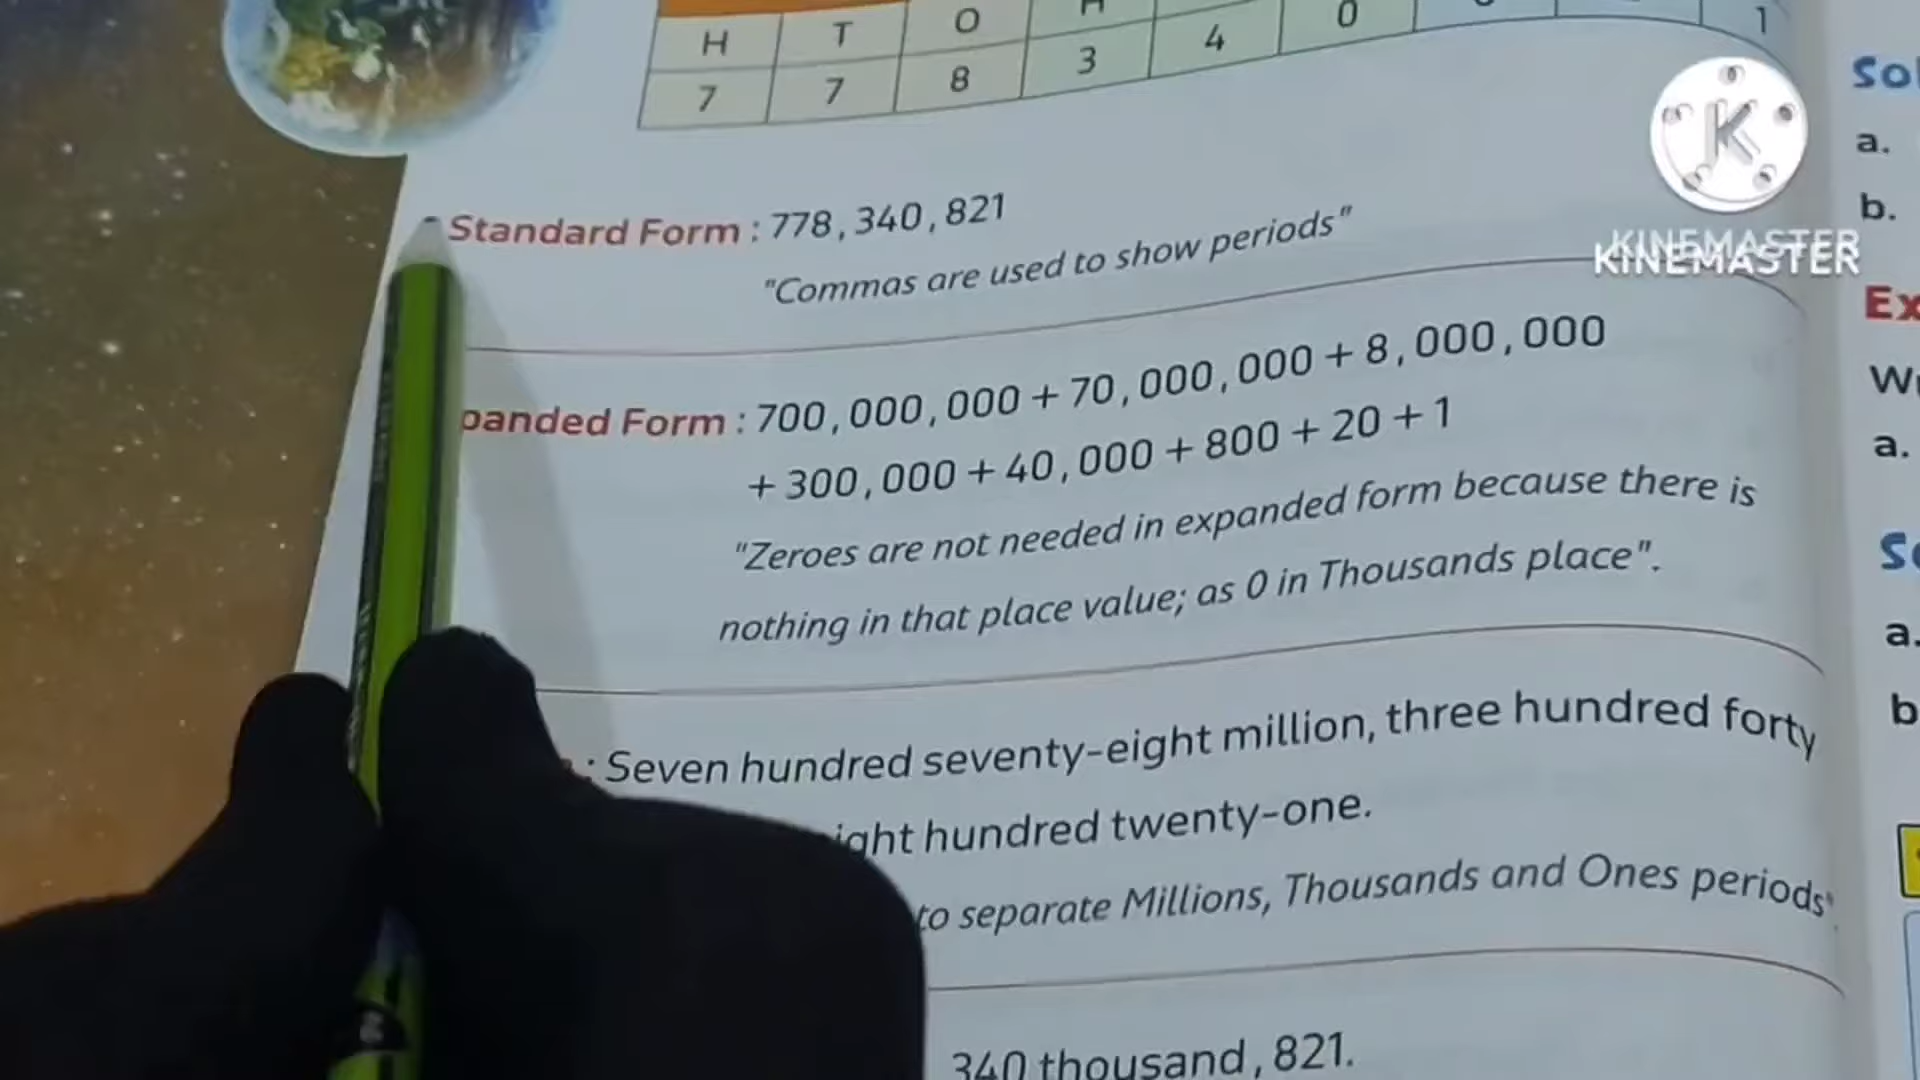 H T O H
7 7 8 3 4 0 1
Standard Form : 778,340,821
"Commas are used to show periods"
panded Form : 700,000,000 + 70,000,000 + 8,000,000
+ 300,000 + 40,000 + 800 + 20 + 1
"Zeroes are not needed in expanded form because there is
nothing in that place value; as 0 in Thousands place".
: Seven hundred seventy-eight million, three hundred forty
ight hundred twenty-one.
to separate Millions, Thousands and Ones periods"
340 thousand, 821.
So
a.
b.
Ex
a.
a.
b
K
KINEMASTER
KINEMASTER